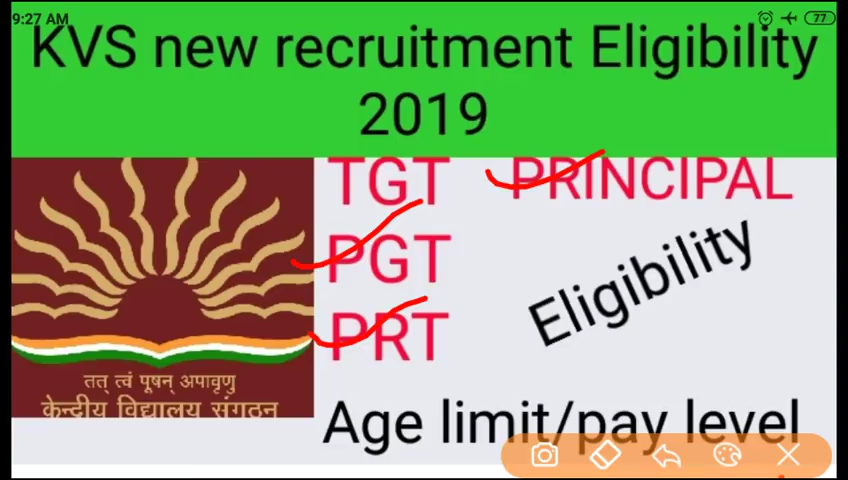 9:27 AM
77
KVS new recruitment Eligibility
2019
TGT PRINCIPAL
PGT
PRT
Eligibility
तत् त्वं पूषन् अपावृणु
केन्द्रीय विद्यालय संगठन
Age limit/pay level